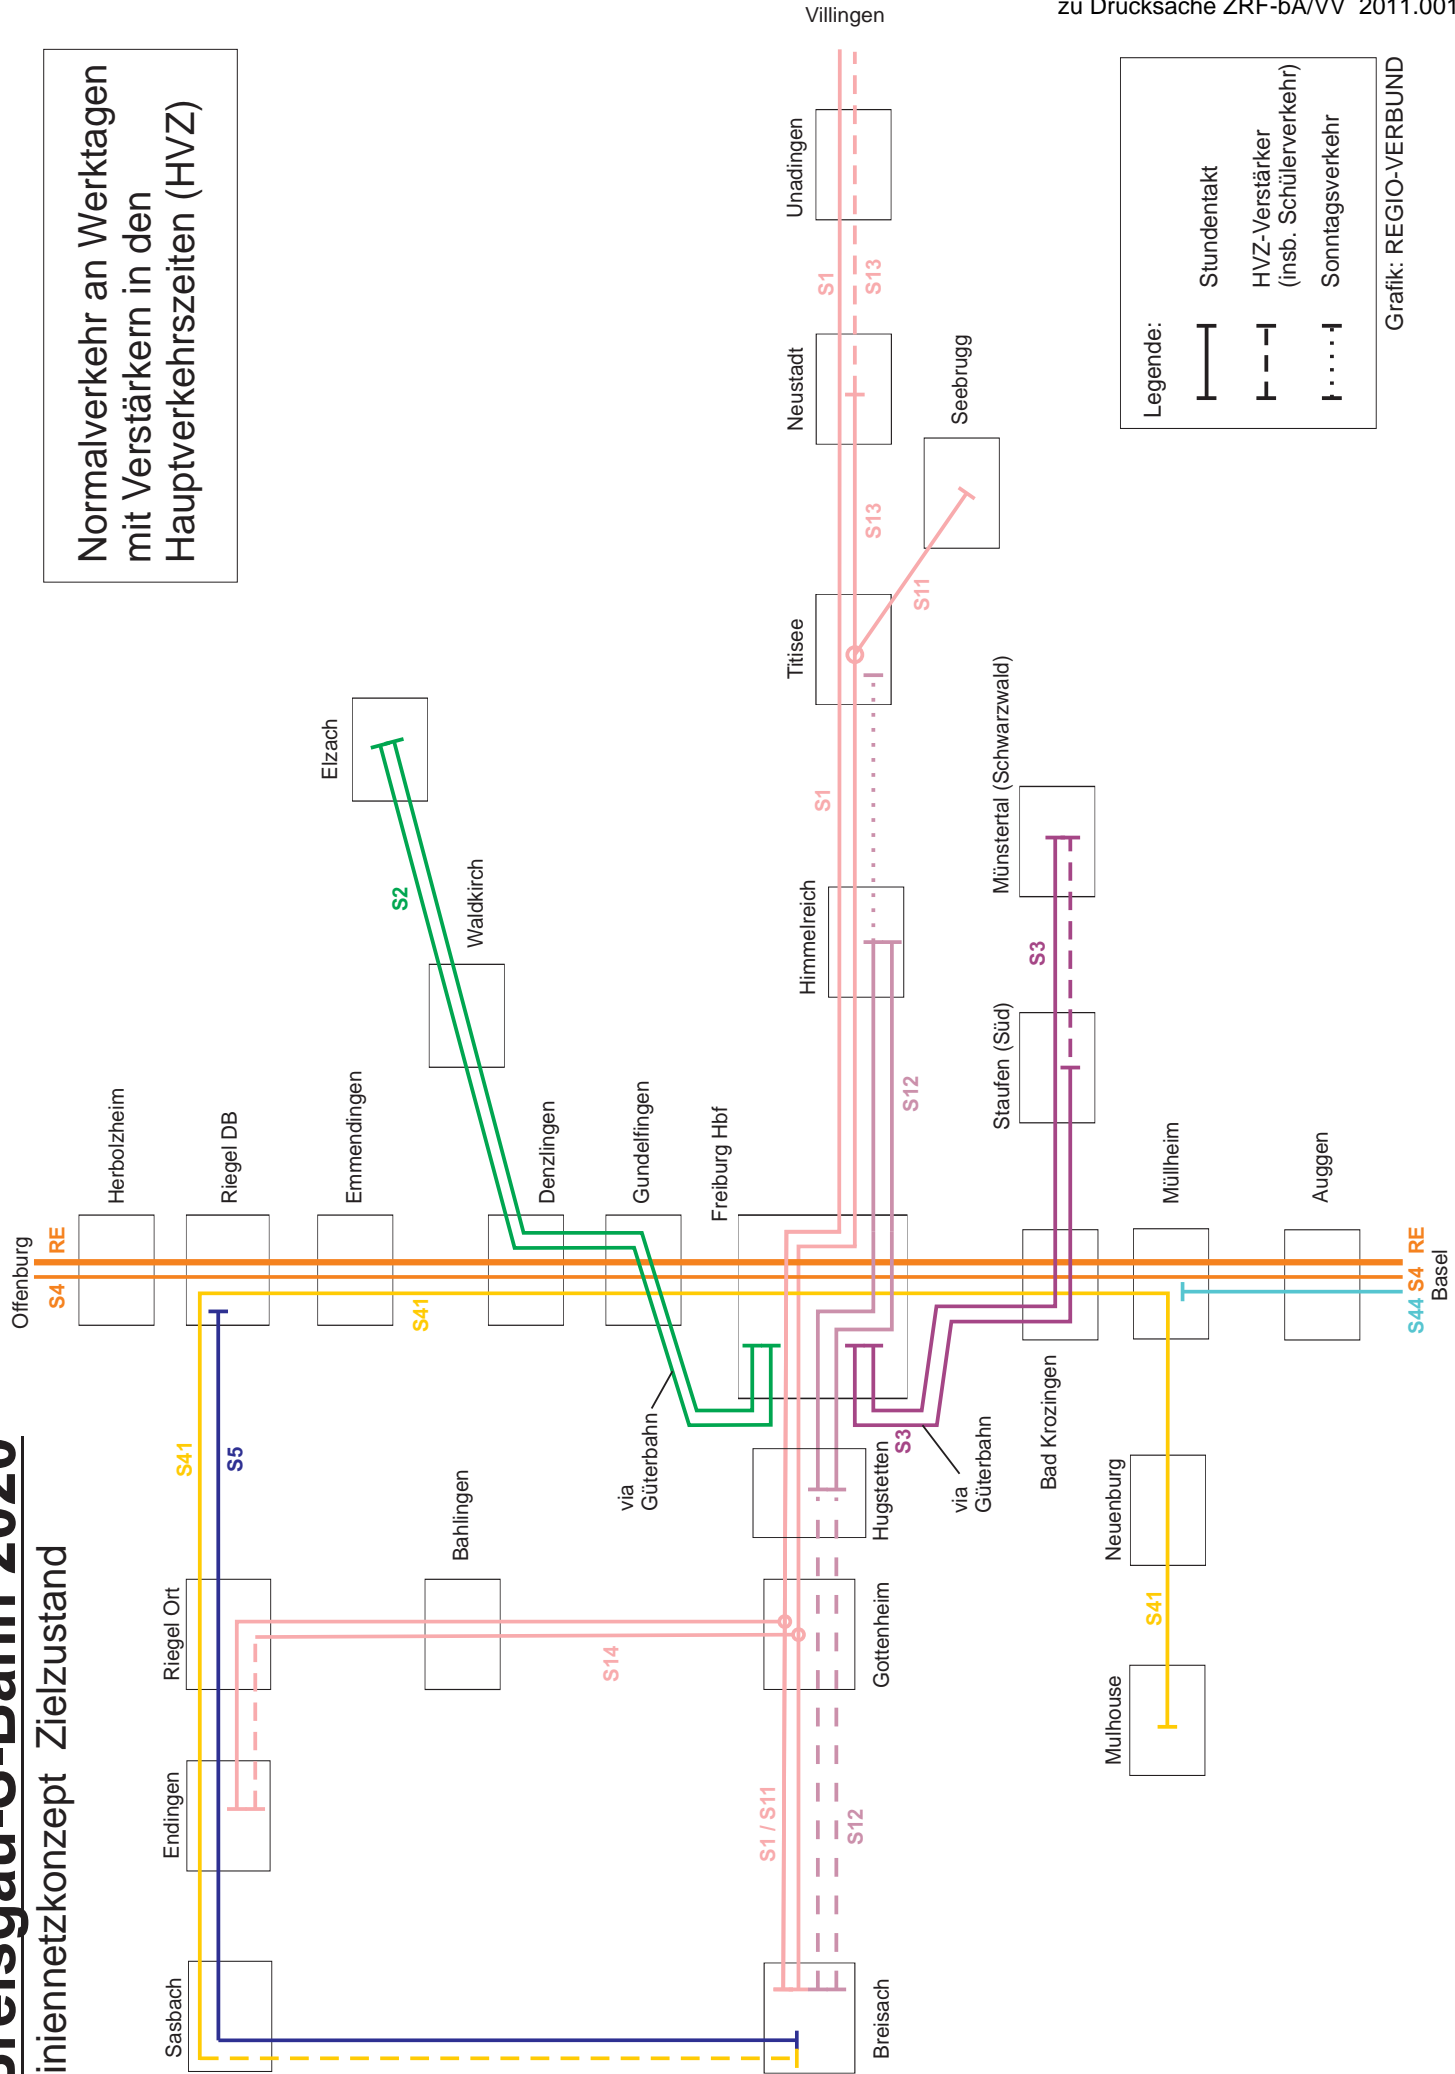 zu Drucksache ZRF-bA/VV 2011.001
Breisgau-S-Bahn 2020
iniennetzkonzept Zielzustand
Normalverkehr an Werktagen
mit Verstärkern in den
Hauptverkehrszeiten (HVZ)
Offenburg
S4
RE
Herbolzheim
Riegel DB
Emmendingen
Denzlingen
Gundelfingen
Freiburg Hbf
S41
S41
S5
Sasbach
Endingen
Riegel Ort
Bahlingen
S14
Elzach
S2
Waldkirch
via
Güterbahn
Villingen
Unadingen
S1
S13
Neustadt
Seebrugg
S13
S11
Titisee
S1
Himmelreich
S12
Hugstetten
Gottenheim
S1 / S11
S12
Breisach
S3
via
Güterbahn
Münstertal (Schwarzwald)
S3
Staufen (Süd)
Bad Krozingen
Müllheim
Auggen
Neuenburg
S41
Mulhouse
S44
S4
RE
Basel
Legende:
Stundentakt
HVZ-Verstärker
(insb. Schülerverkehr)
Sonntagsverkehr
Grafik: REGIO-VERBUND